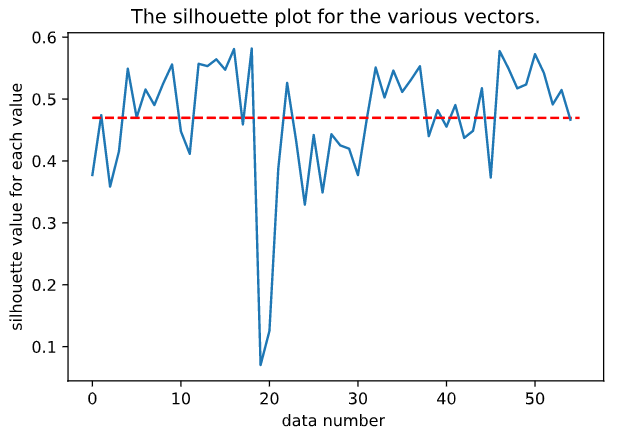 The silhouette plot for the various vectors.
silhouette value for each value
0.6
0.5
0.4
0.3
0.2
0.1
0 10 20 30 40 50
data number